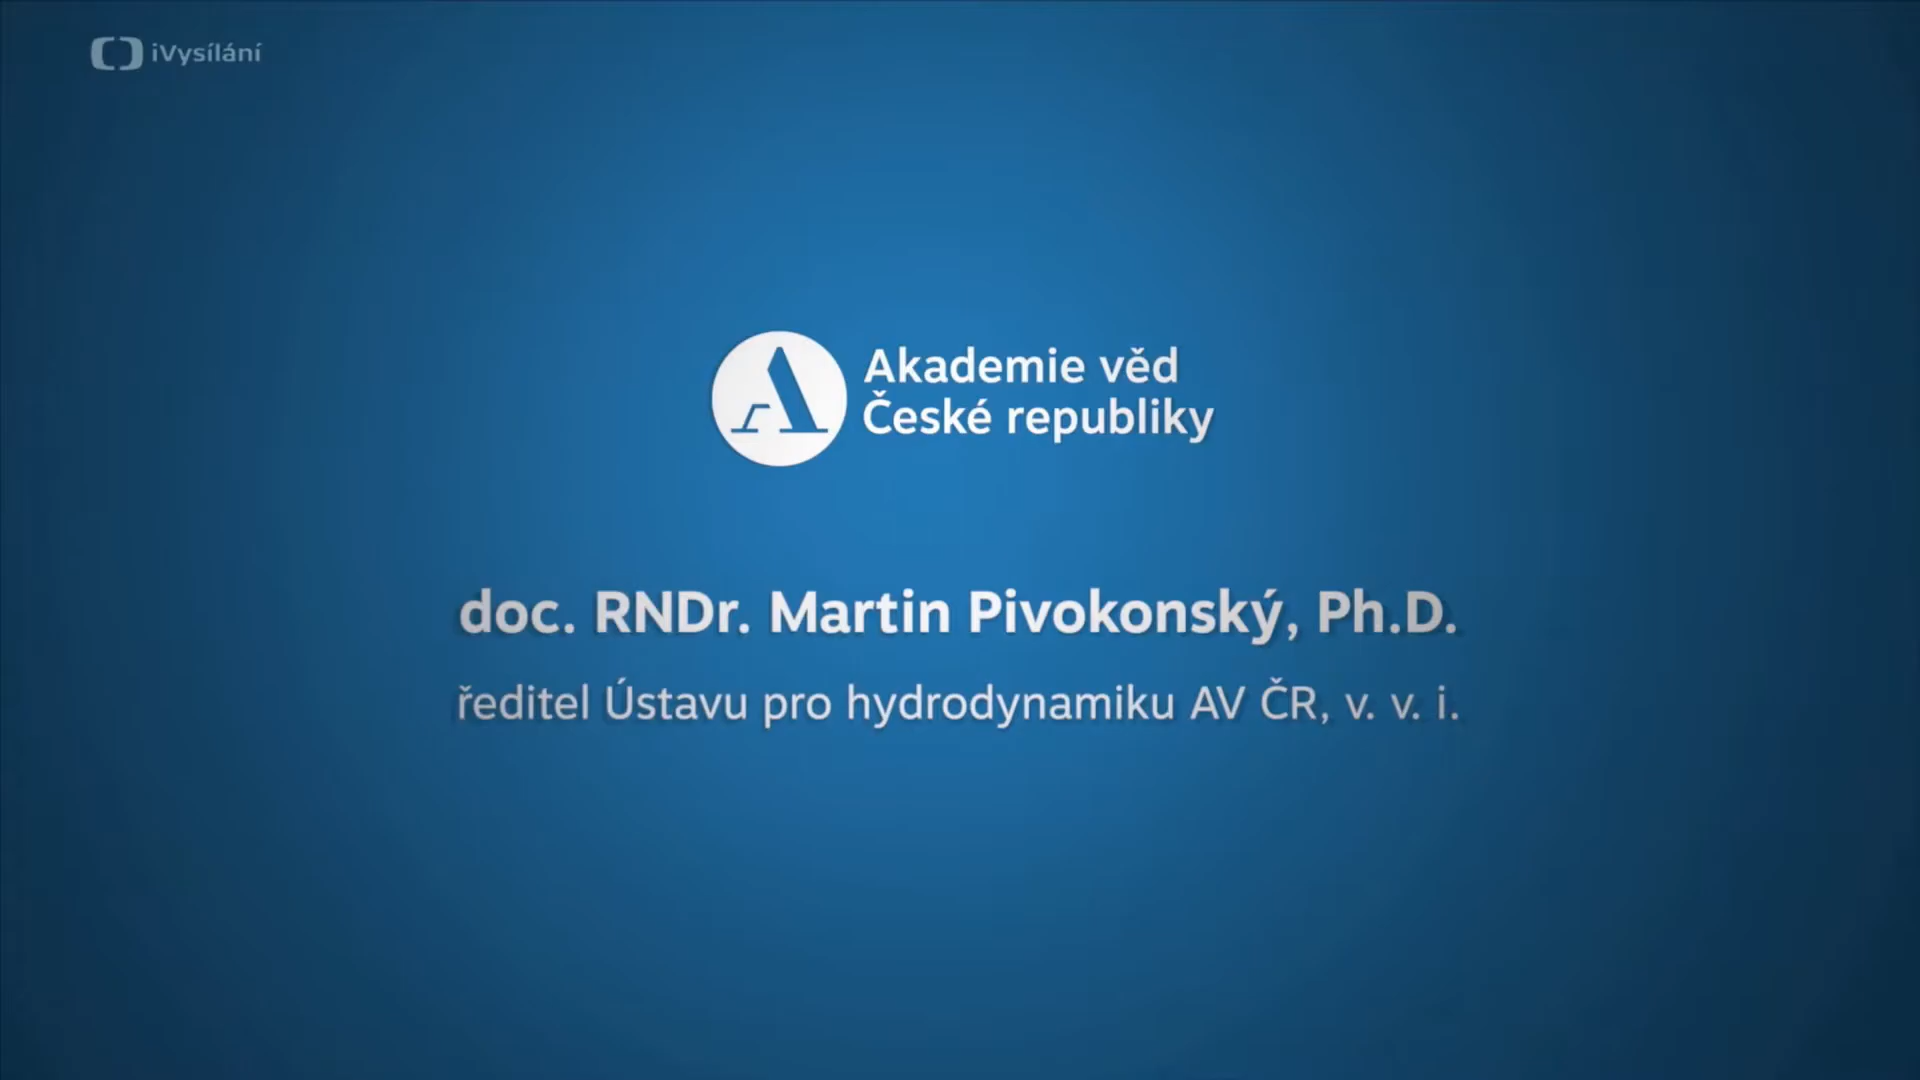 iVysílání
Akademie věd
České republiky
doc. RNDr. Martin Pivokonský, Ph.D.
ředitel Ústavu pro hydrodynamiku AV ČR, v. v. i.